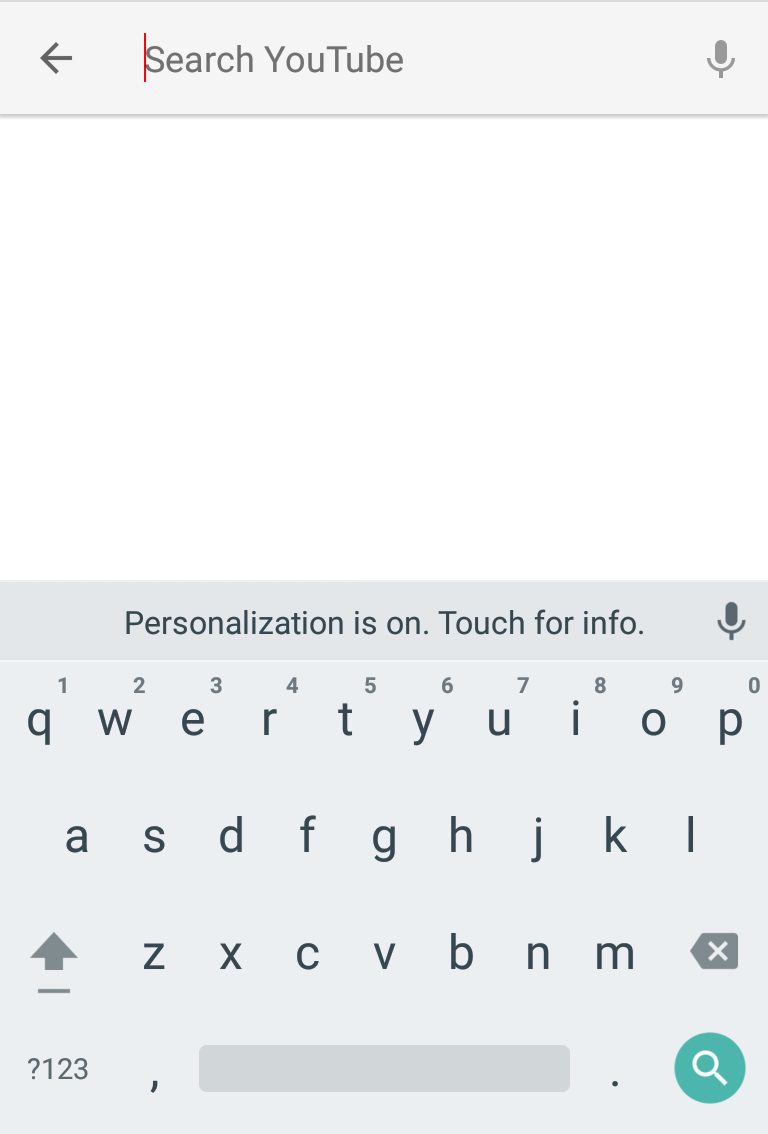 Search YouTube
Personalization is on. Touch for info.
1 2 3 4 5 6 7 8 9 0
q w e r t y u i o p
a s d f g h j k l
z x c v b n m
?123 , .